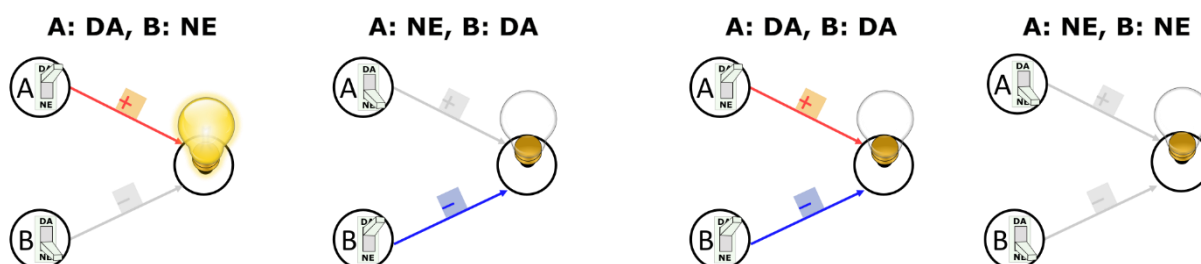 A: DA, B: NE
A: NE, B: DA
A: DA, B: DA
A: NE, B: NE
A
DA
NE
+
B
DA
NE
−
A
DA
NE
+
B
DA
NE
−
A
DA
NE
+
B
DA
NE
−
A
DA
NE
+
B
DA
NE
−